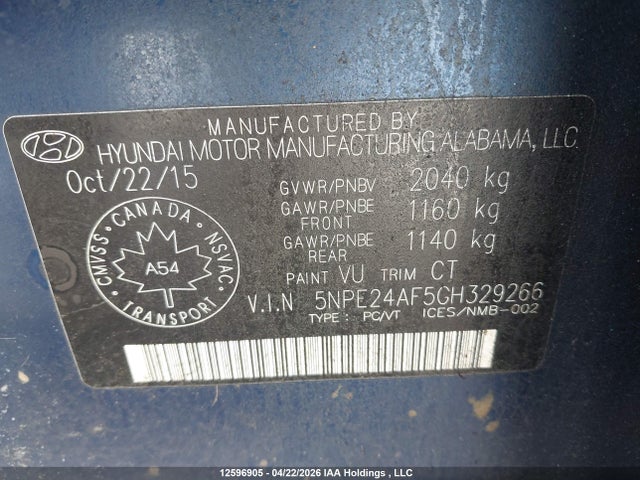 MANUFACTURED BY
HYUNDAI MOTOR MANUFACTURING ALABAMA, LLC.
Oct/22/15
GVWR/PNBV 2040 kg
GAWR/PNBE FRONT 1160 kg
GAWR/PNBE REAR 1140 kg
PAINT VU TRIM CT
CMVSS · CANADA · NSVAC
A54
TRANSPORT
V.I.N 5NPE24AF5GH329266
TYPE : PC/VT ICES/NMB-002
12596905 - 04/22/2026 IAA Holdings , LLC